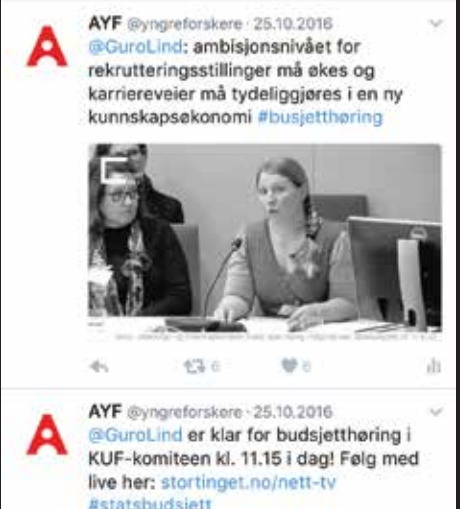 AYF @yngreforskere · 25.10.2016
@GuroLind: ambisjonsnivået for
rekrutteringsstillinger må økes og
karriereveier må tydeliggjøres i en ny
kunnskapsøkonomi #busjetthøring
6
6
AYF @yngreforskere · 25.10.2016
@GuroLind er klar for budsjetthøring i
KUF-komiteen kl. 11.15 i dag! Følg med
live her: stortinget.no/nett-tv
#statsbudsjett